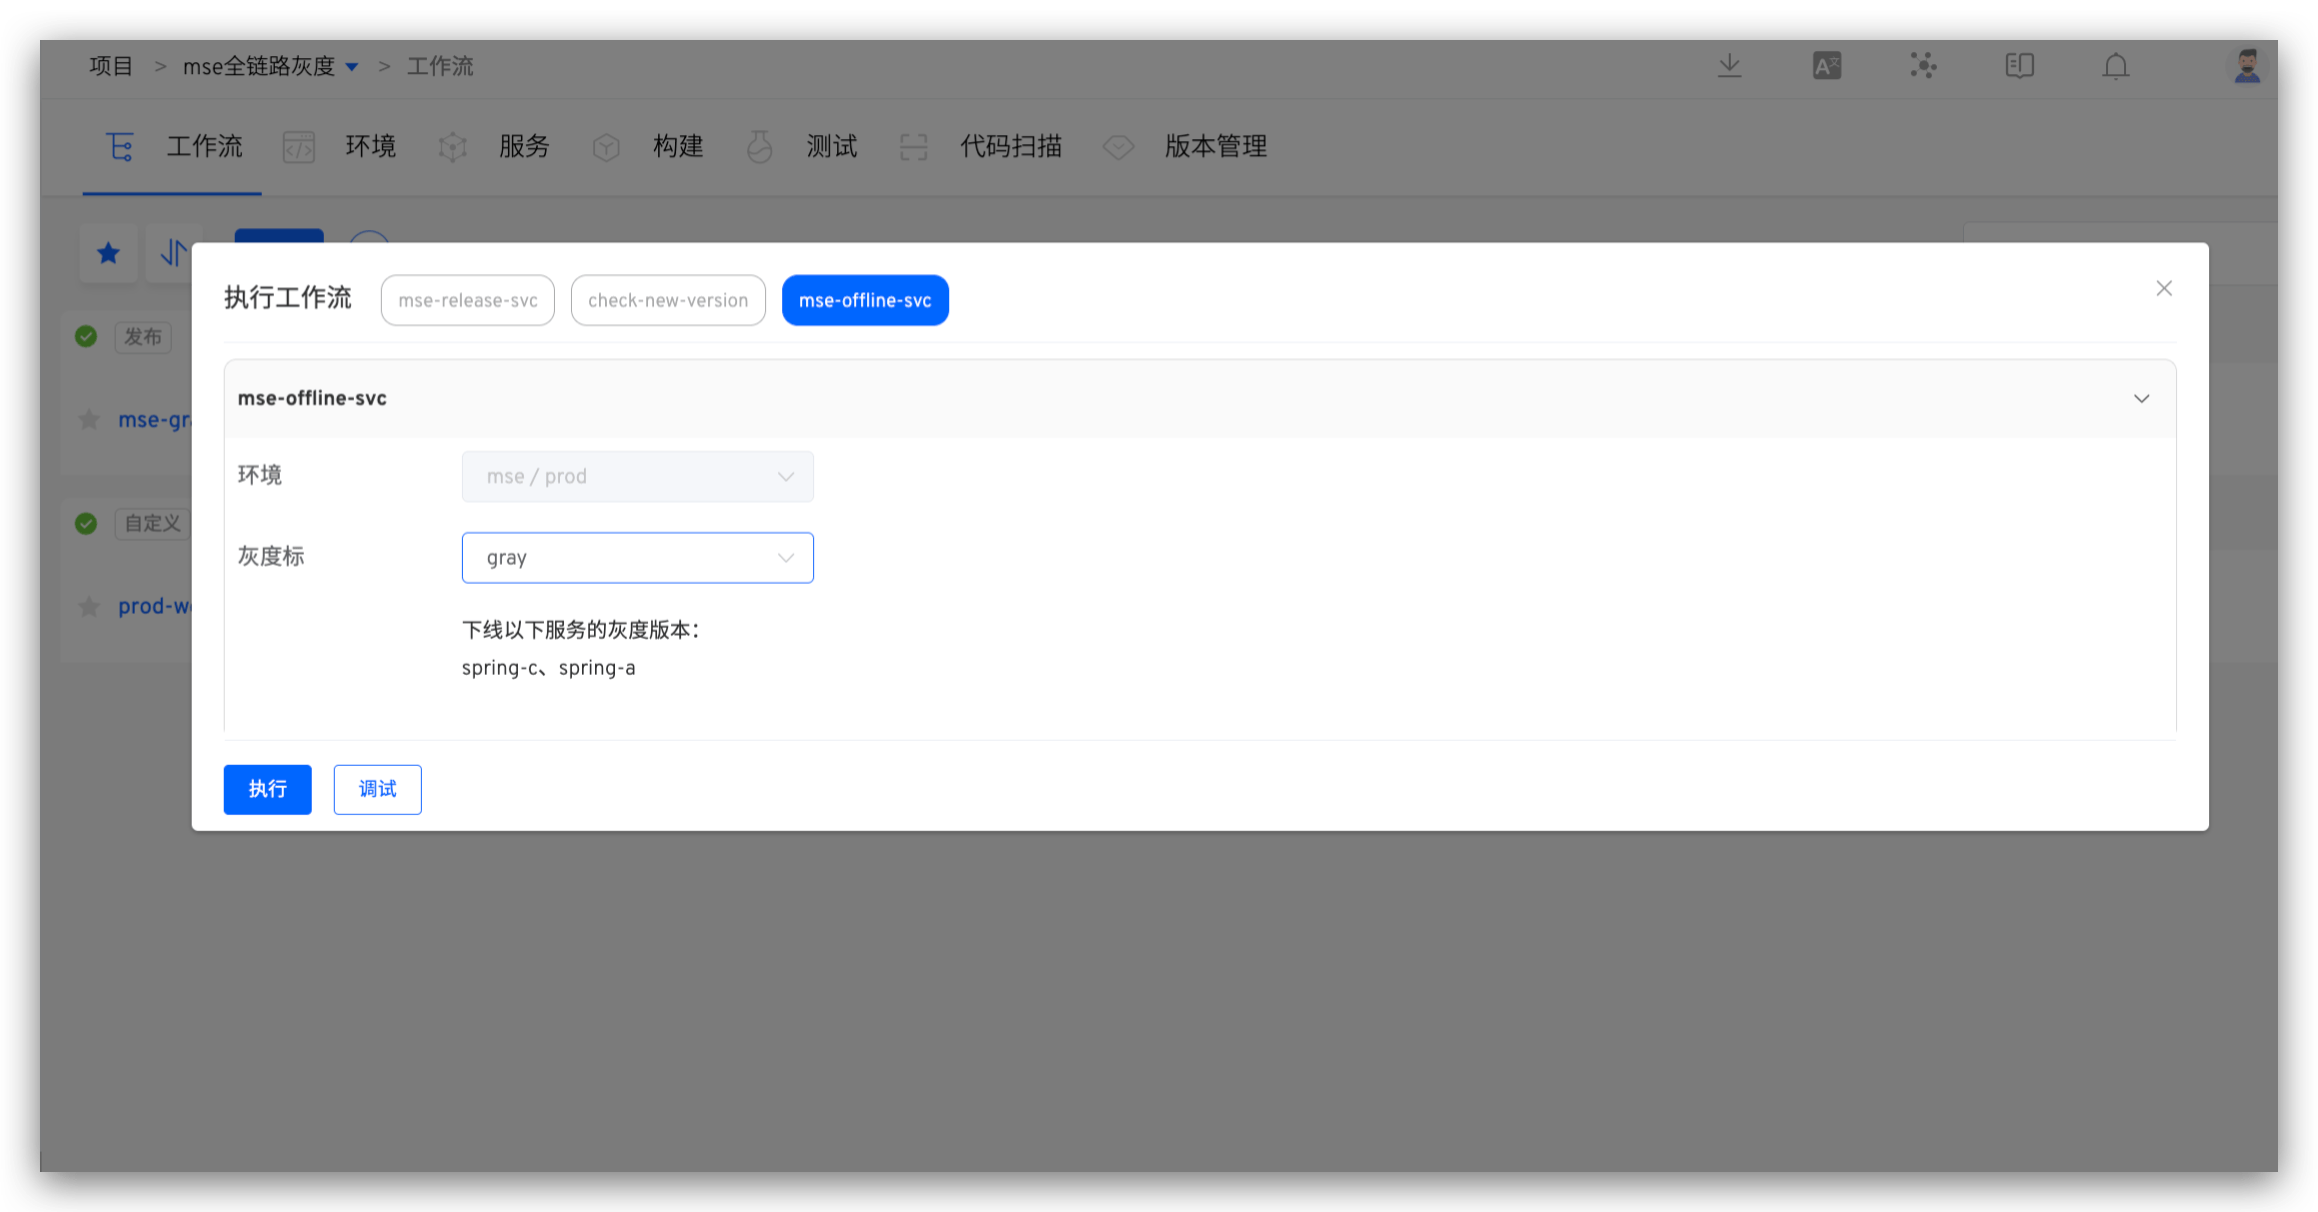 项目 > mse全链路灰度 > 工作流
工作流 环境 服务 构建 测试 代码扫描 版本管理
执行工作流 mse-release-svc check-new-version mse-offline-svc
发布
mse-offline-svc
mse-gr
环境 mse / prod
自定义
灰度标 gray
prod-w
下线以下服务的灰度版本：
spring-c、spring-a
执行 调试